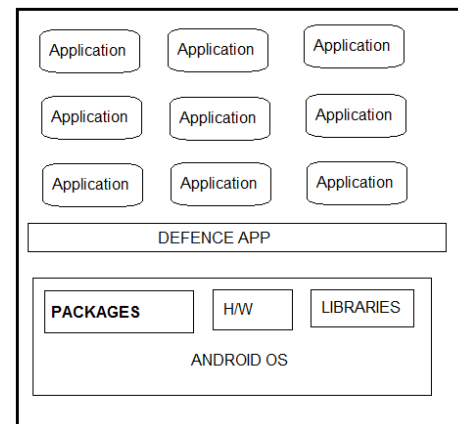 Application Application Application
Application Application Application
Application Application Application
DEFENCE APP
PACKAGES H/W LIBRARIES
ANDROID OS